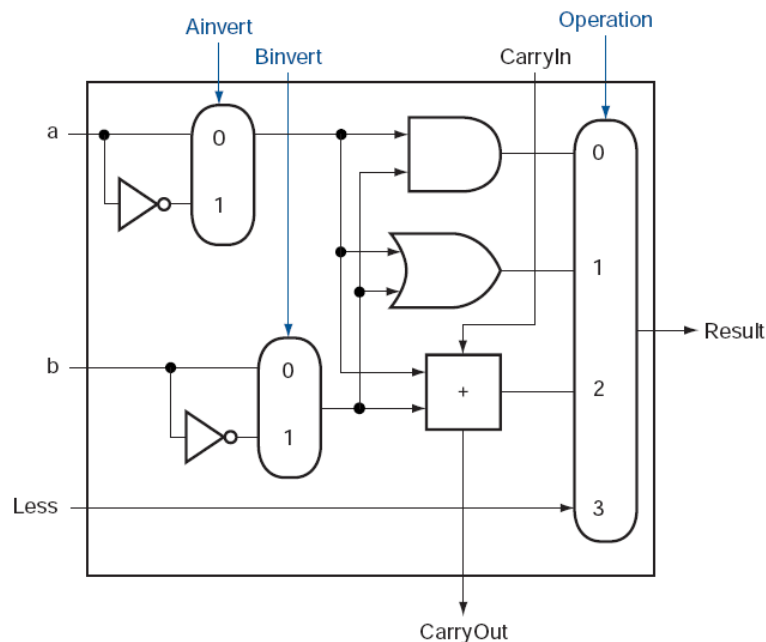 Operation
Ainvert
Binvert
CarryIn
a
0
1
0
1
b
0
1
+
2
Result
Less
3
CarryOut